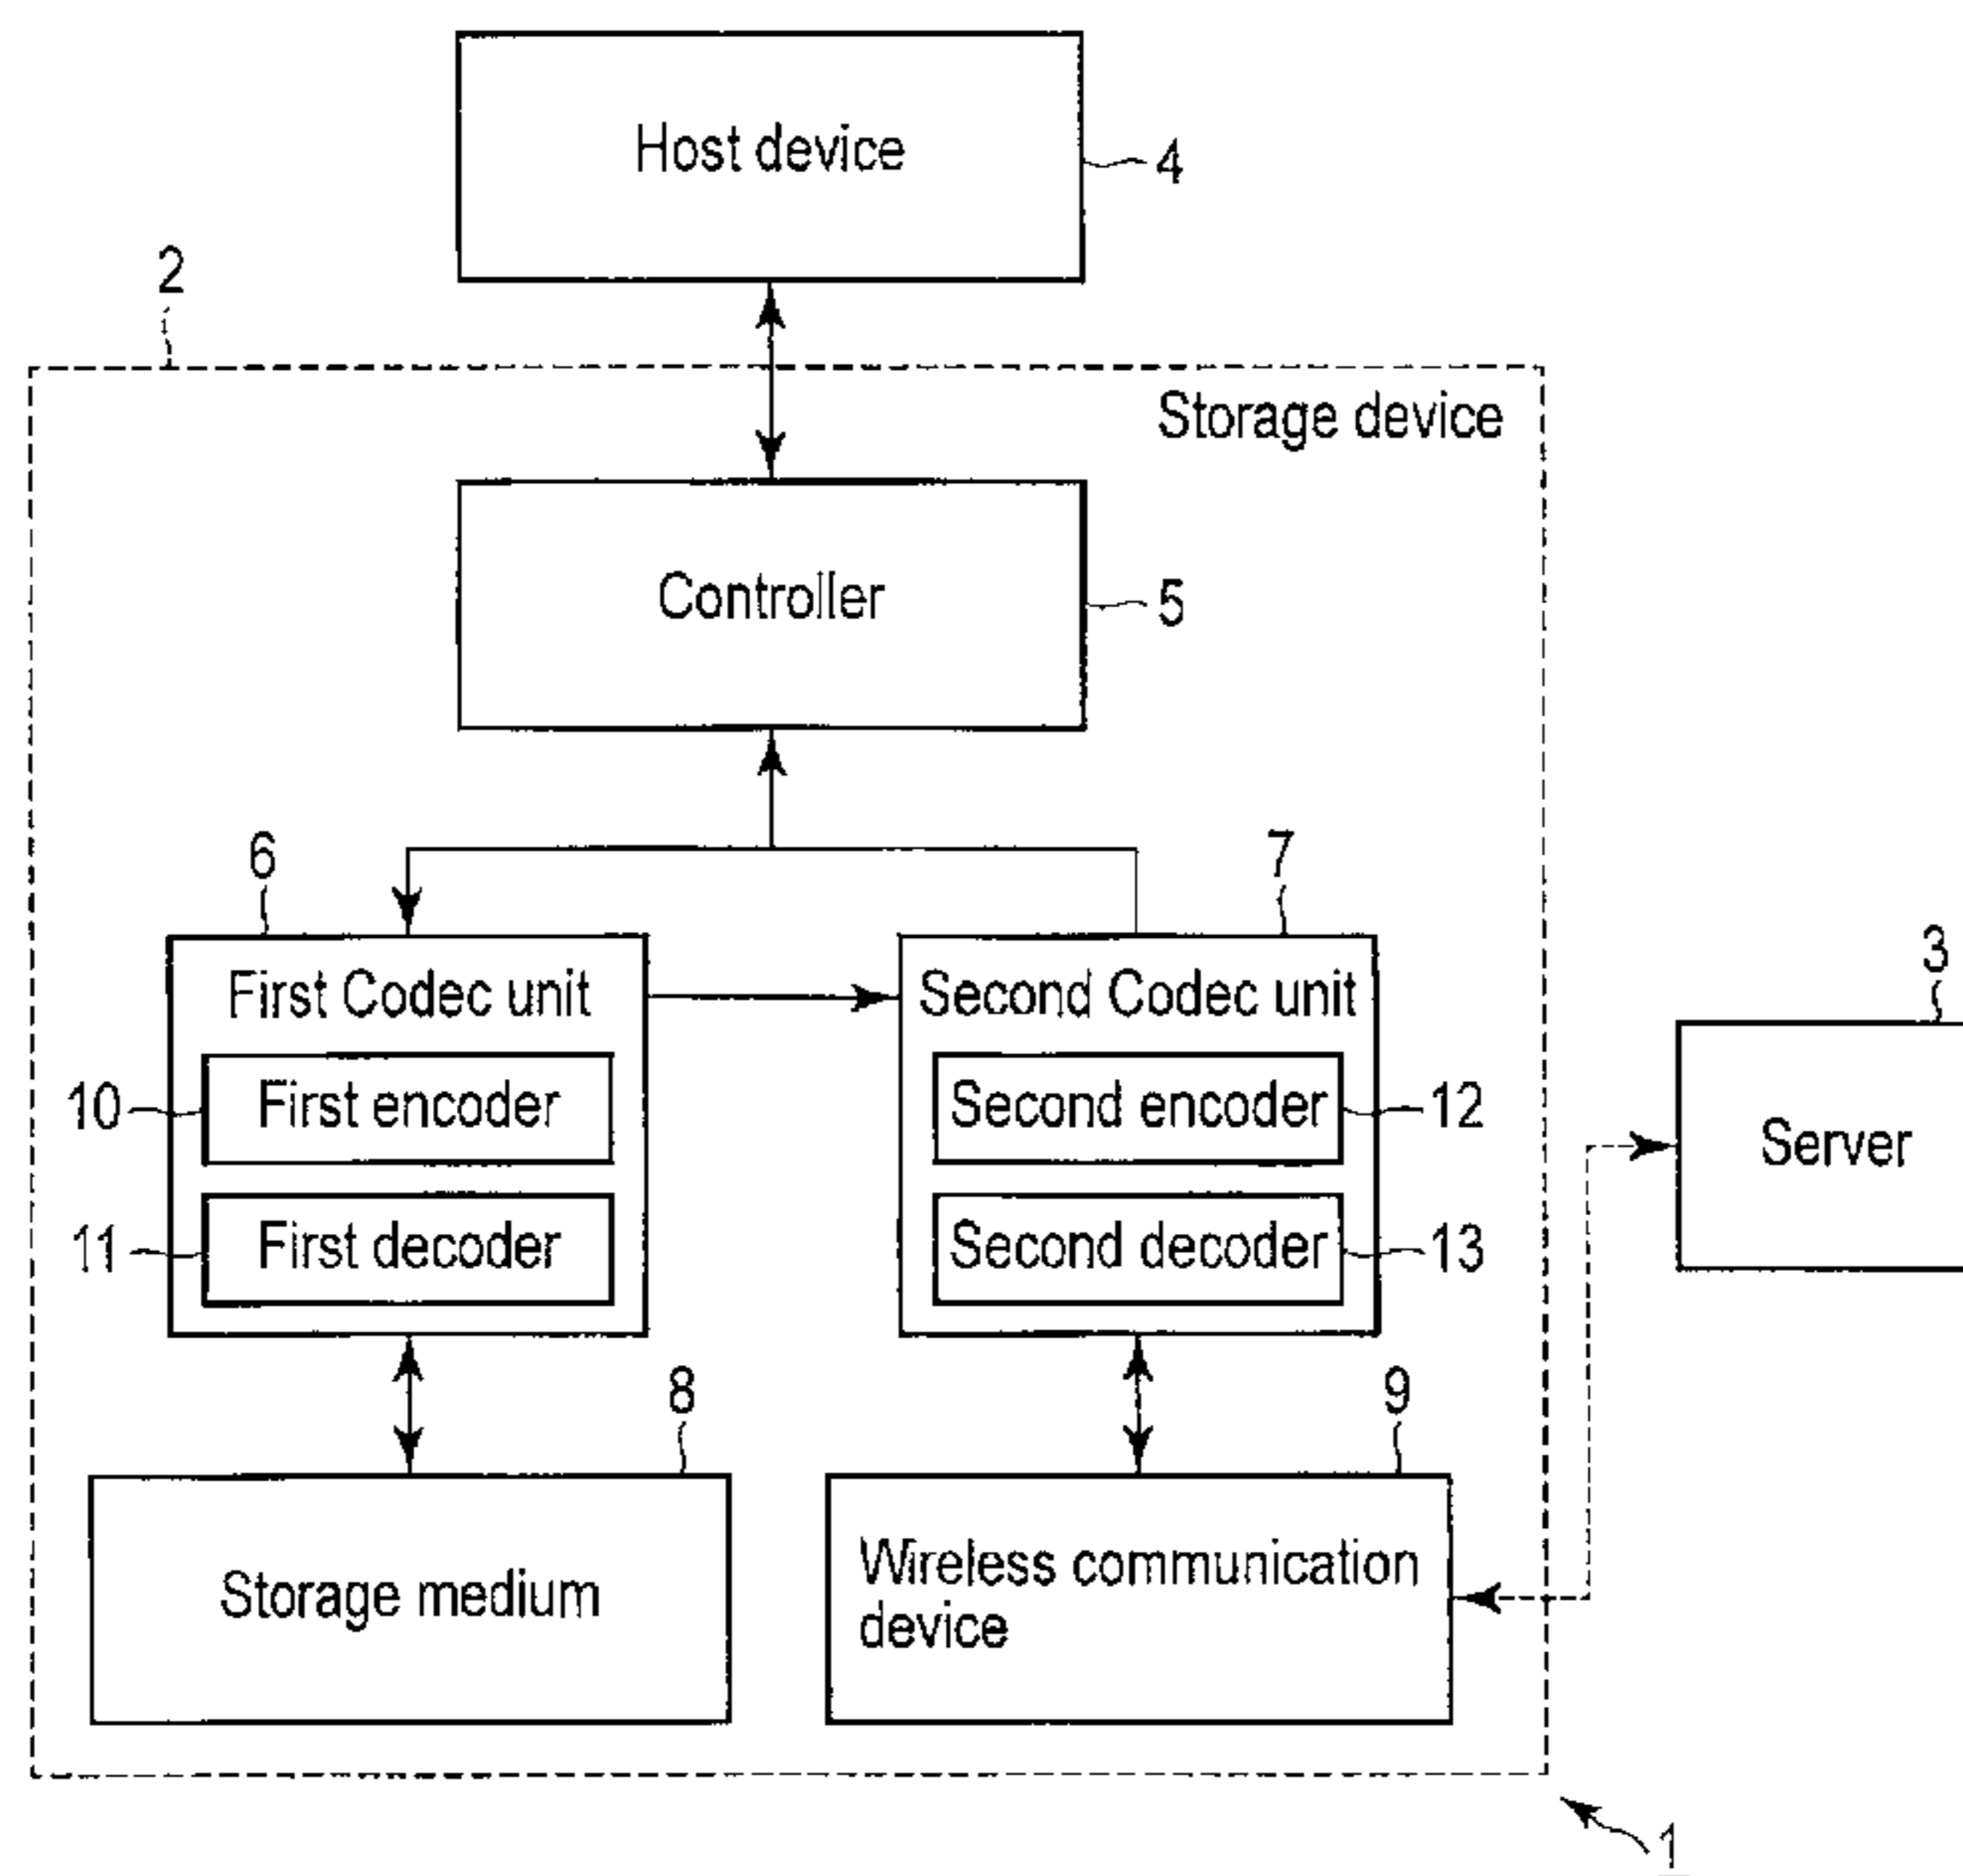 Host device
4
2
Storage device
Controller
5
6
7
First Codec unit
Second Codec unit
3
10
First encoder
Second encoder
12
Server
11
First decoder
Second decoder
13
8
9
Storage medium
Wireless communication
device
1